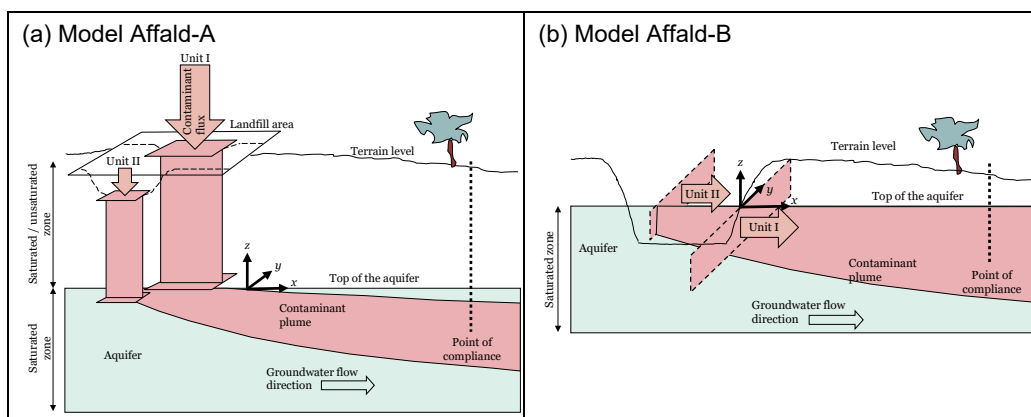 (a) Model Affald-A
Unit I
Contaminant
flux
Landfill area
Unit II
Terrain level
Saturated / unsaturated
zone
z
y
x
Top of the aquifer
Contaminant
plume
Point of
compliance
Saturated
zone
Aquifer
Groundwater flow
direction
(b) Model Affald-B
Terrain level
z
y
x
Unit II
Unit I
Top of the aquifer
Aquifer
Saturated zone
Contaminant
plume
Point of
compliance
Groundwater flow
direction